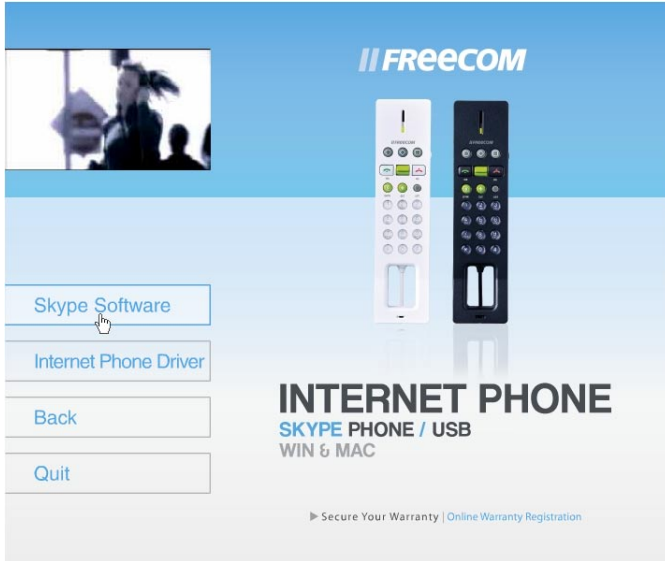 FREECOM
Skype Software
Internet Phone Driver
Back
Quit
INTERNET PHONE
SKYPE PHONE / USB
WIN & MAC
Secure Your Warranty | Online Warranty Registration